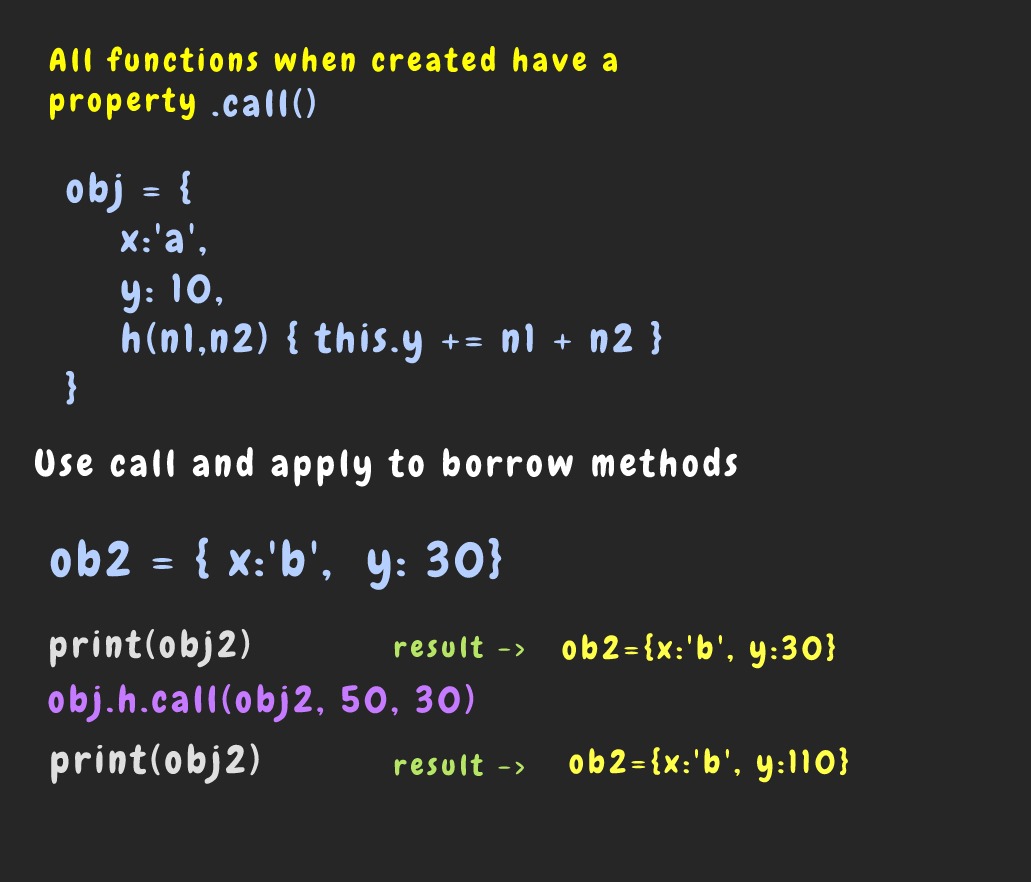 All functions when created have a
property .call()
obj = {
x:'a',
y: 10,
h(n1,n2) { this.y += n1 + n2 }
}
Use call and apply to borrow methods
ob2 = { x:'b', y: 30}
print(obj2) result -> ob2={x:'b', y:30}
obj.h.call(obj2, 50, 30)
print(obj2) result -> ob2={x:'b', y:110}